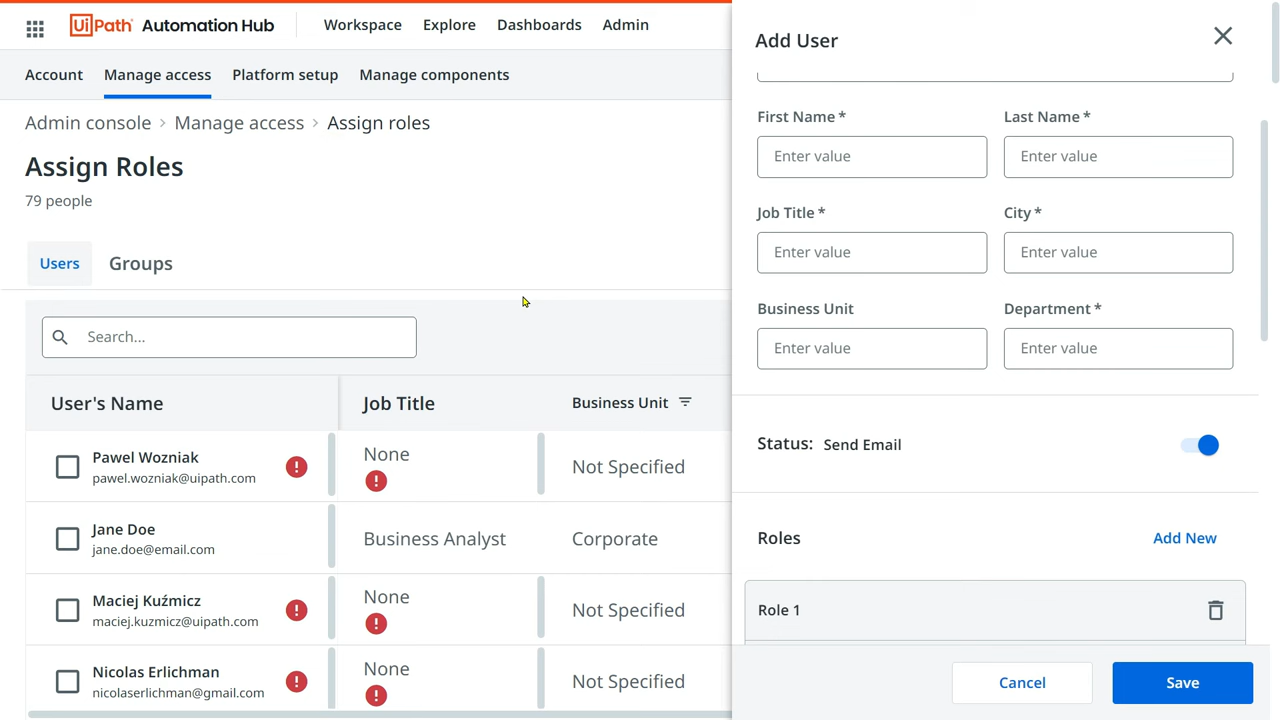 UiPath Automation Hub
Workspace
Explore
Dashboards
Admin
Account
Manage access
Platform setup
Manage components
Admin console > Manage access > Assign roles
Assign Roles
79 people
Users
Groups
Search...
User's Name
Job Title
Business Unit
Pawel Wozniak
pawel.wozniak@uipath.com
None
Not Specified
Jane Doe
jane.doe@email.com
Business Analyst
Corporate
Maciej Kuźmicz
maciej.kuzmicz@uipath.com
None
Not Specified
Nicolas Erlichman
nicolaserlichman@gmail.com
None
Not Specified
Add User
First Name *
Last Name *
Enter value
Enter value
Job Title *
City *
Enter value
Enter value
Business Unit
Department *
Enter value
Enter value
Status: Send Email
Roles
Add New
Role 1
Cancel
Save